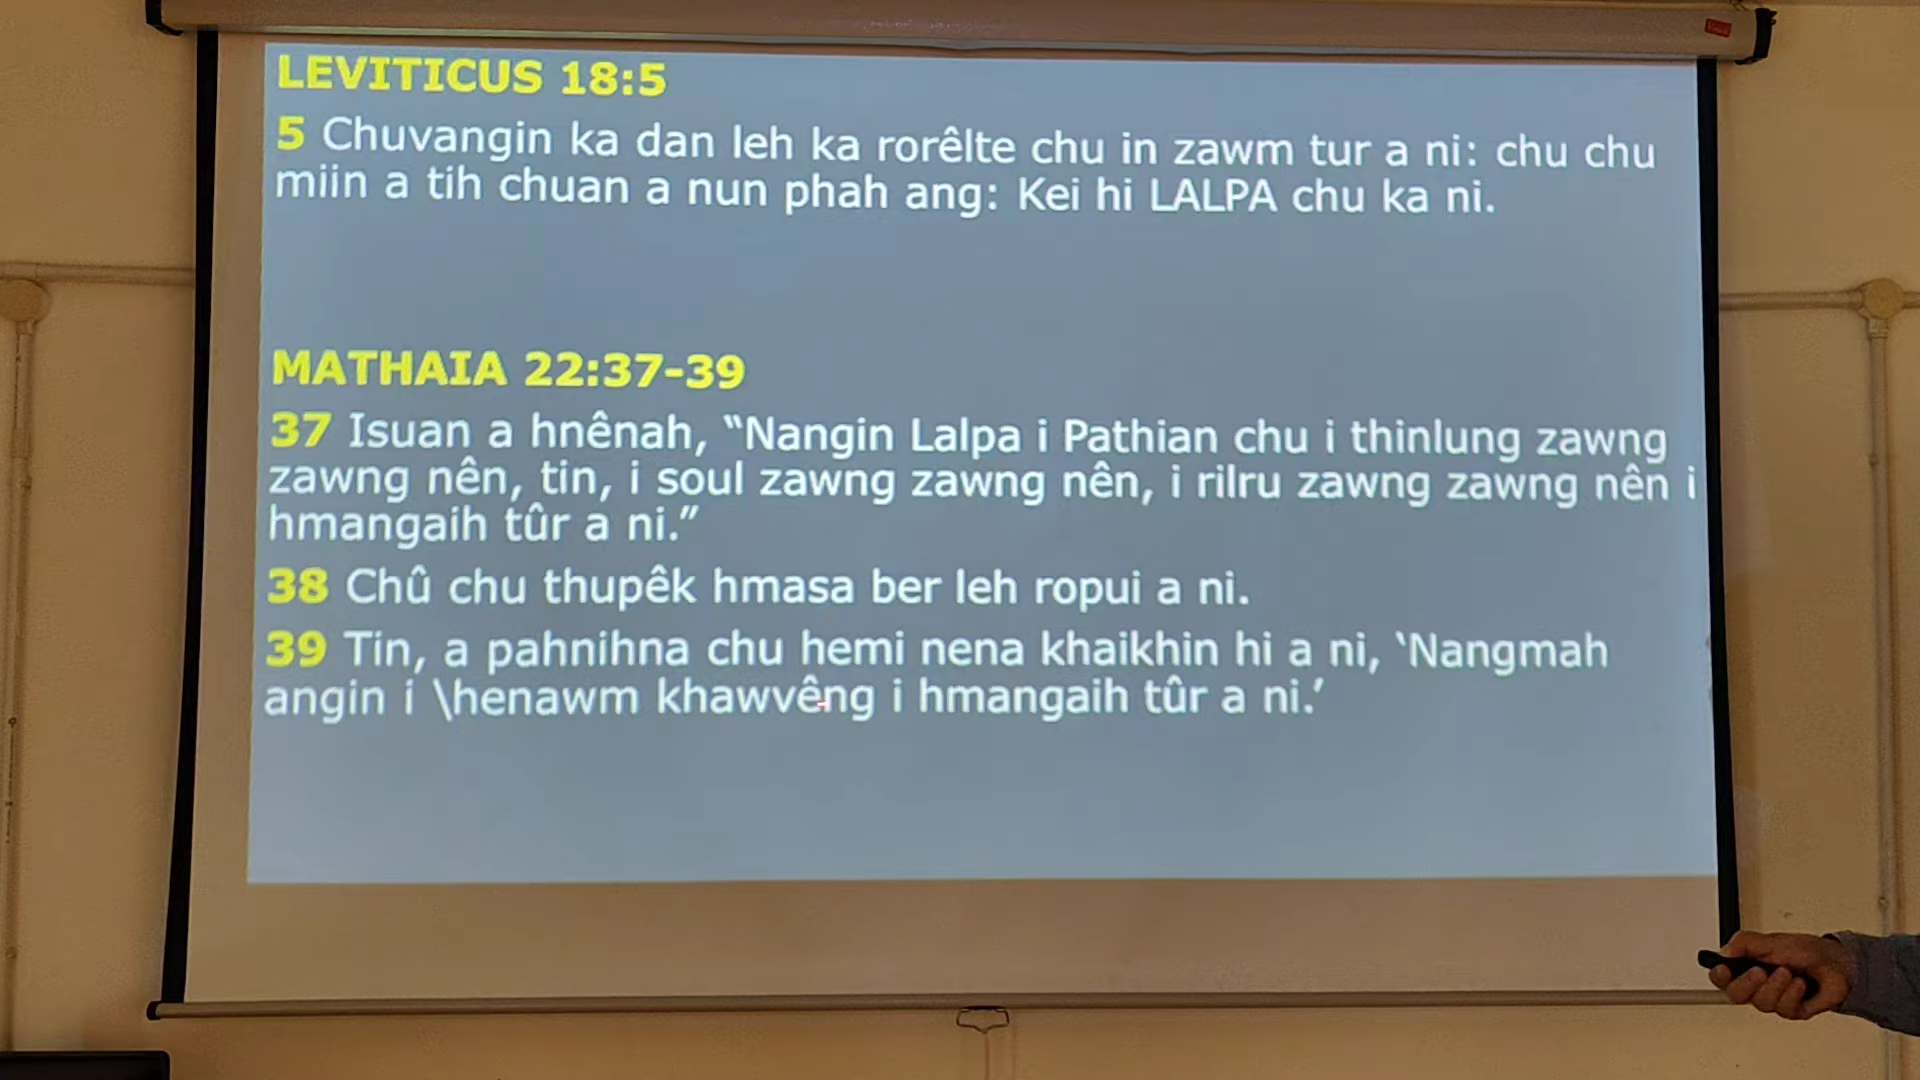 LEVITICUS 18:5
5 Chuvangin ka dan leh ka rorêlte chu in zawm tur a ni: chu chu
miin a tih chuan a nun phah ang: Kei hi LALPA chu ka ni.
MATHAIA 22:37-39
37 Isuan a hnênah, “Nangin Lalpa i Pathian chu i thinlung zawng
zawng nên, tin, i soul zawng zawng nên, i rilru zawng zawng nên i
hmangaih tûr a ni.”
38 Chû chu thupêk hmasa ber leh ropui a ni.
39 Tin, a pahnihna chu hemi nena khaikhin hi a ni, ‘Nangmah
angin i \henawm khawvêng i hmangaih tûr a ni.’